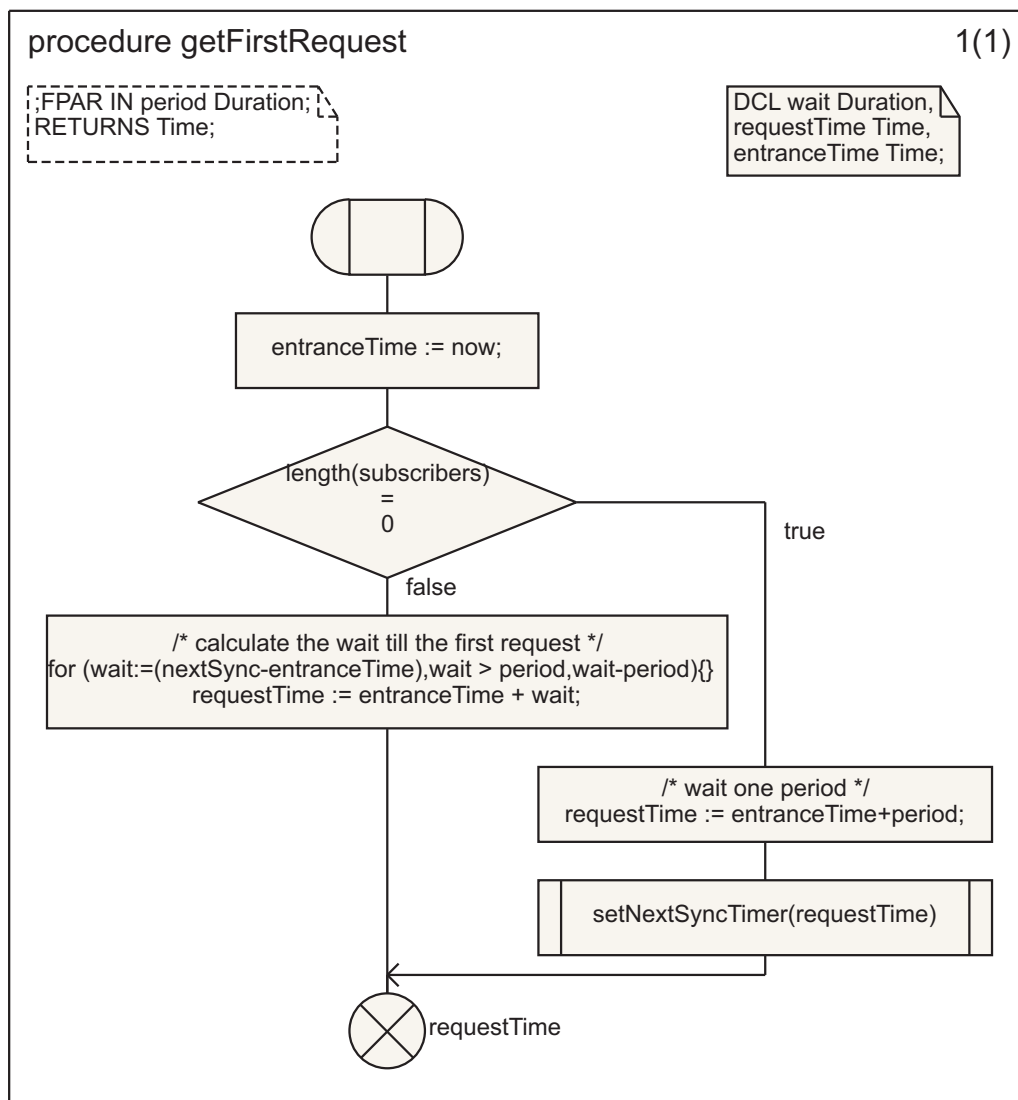 procedure getFirstRequest
1(1)
;FPAR IN period Duration;
RETURNS Time;
DCL wait Duration,
requestTime Time,
entranceTime Time;
entranceTime := now;
length(subscribers)
=
0
true
false
/* calculate the wait till the first request */
for (wait:=(nextSync-entranceTime),wait > period,wait-period){}
requestTime := entranceTime + wait;
/* wait one period */
requestTime := entranceTime+period;
setNextSyncTimer(requestTime)
requestTime